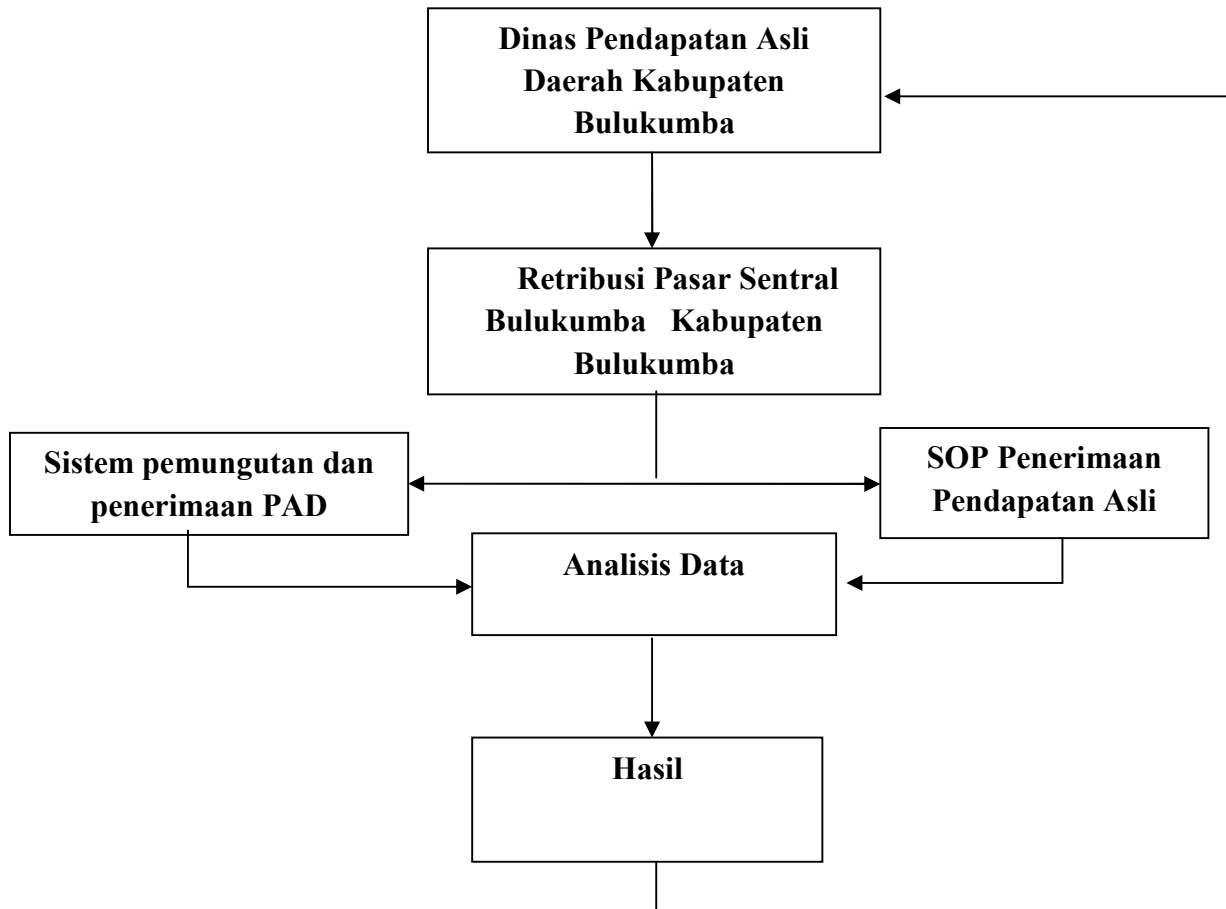 Dinas Pendapatan Asli
Daerah Kabupaten
Bulukumba
Retribusi Pasar Sentral
Bulukumba Kabupaten
Bulukumba
Sistem pemungutan dan
penerimaan PAD
SOP Penerimaan
Pendapatan Asli
Analisis Data
Hasil